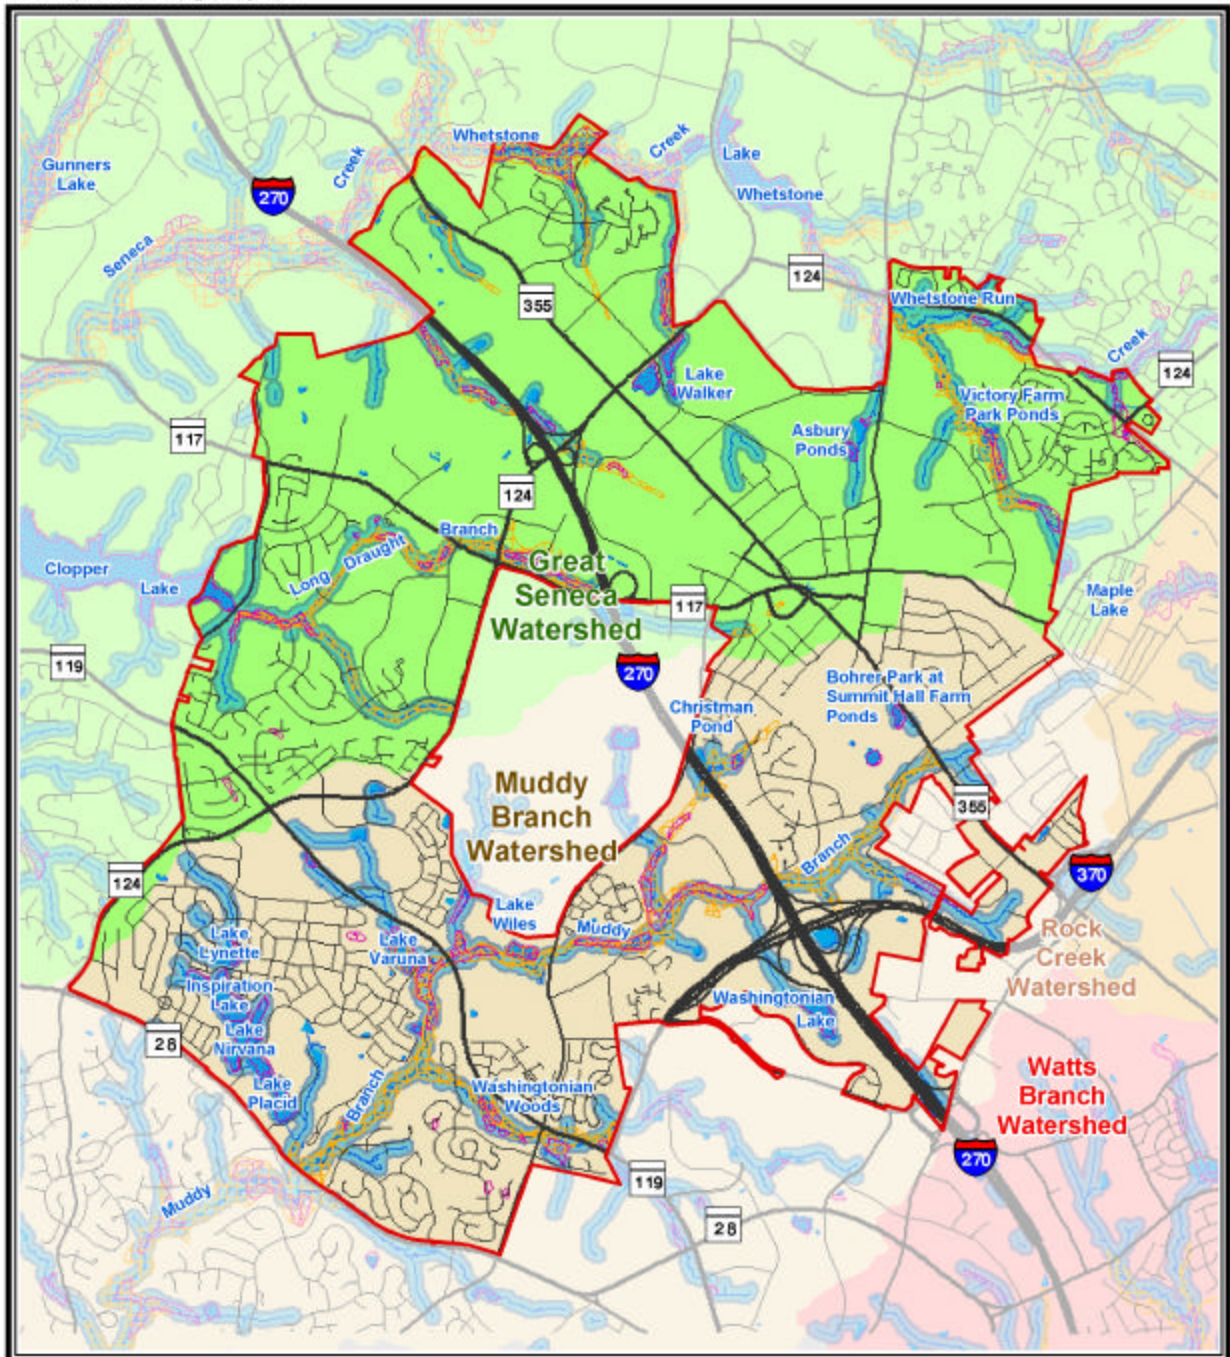 Whetstone
Creek
Creek
Lake
Whetstone
Gunners
Lake
270
Seneca
124
355
Whetstone Run
Creek
124
Lake
Walker
Victory Farm
Park Ponds
117
Asbury
Ponds
124
Branch
Long Draught
Great
Seneca
Watershed
Clopper
Lake
117
Maple
Lake
119
270
Bohrer Park at
Summit Hall Farm
Ponds
Christman
Pond
Muddy
Branch
Watershed
355
Branch
124
370
Lake
Wiles
Muddy
Lake
Lynette
Lake
Varuna
Rock
Creek
Watershed
Inspiration
Lake
Washingtonian
Lake
28
Lake
Nirvana
Lake
Placid
Branch
Washingtonian
Woods
Watts
Branch
Watershed
270
119
Muddy
28